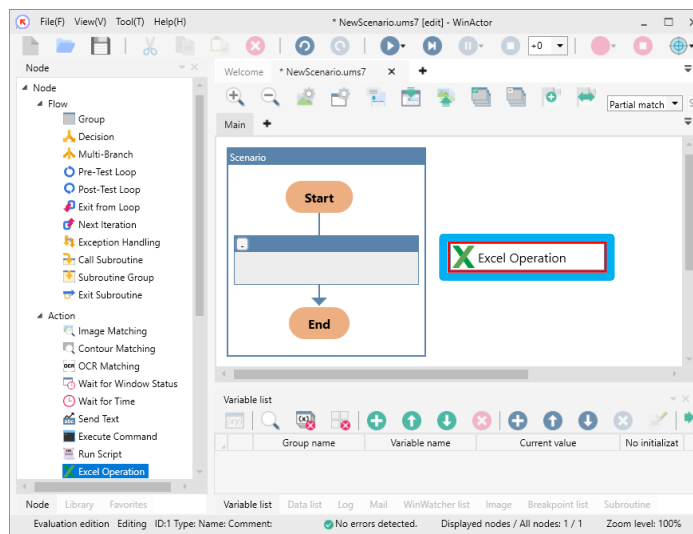 File(F) View(V) Tool(T) Help(H)
* NewScenario.ums7 [edit] - WinActor
+0
Node
Welcome
* NewScenario.ums7
Partial match
S
Main
Node
Flow
Group
Decision
Multi-Branch
Pre-Test Loop
Post-Test Loop
Exit from Loop
Next Iteration
Exception Handling
Call Subroutine
Subroutine Group
Exit Subroutine
Action
Image Matching
Contour Matching
OCR Matching
Wait for Window Status
Wait for Time
Send Text
Execute Command
Run Script
Excel Operation
Scenario
Start
End
Excel Operation
Variable list
Group name Variable name Current value No initializat
Node Library Favorites
Variable list Data list Log Mail WinWatcher list Image Breakpoint list Subroutine
Evaluation edition Editing ID:1 Type: Name: Comment: No errors detected. Displayed nodes / All nodes: 1 / 1 Zoom level: 100%